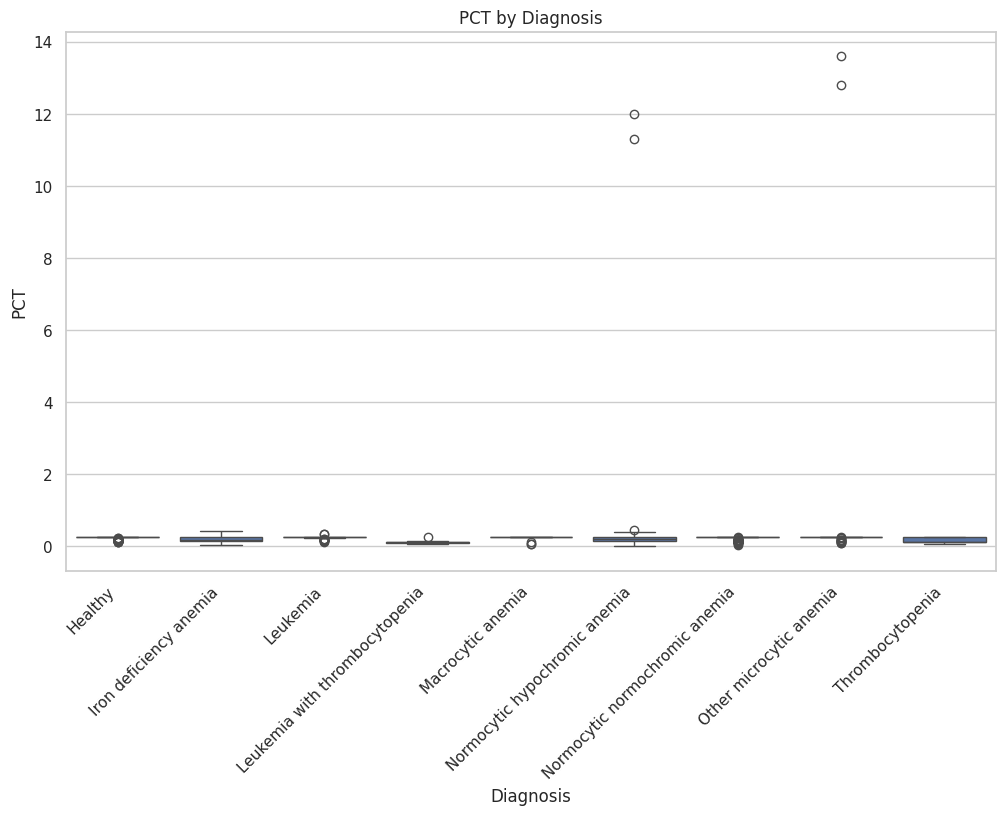 PCT by Diagnosis
14
12
10
8
6
4
2
0
PCT
Healthy
Iron deficiency anemia
Leukemia
Leukemia with thrombocytopenia
Macrocytic anemia
Normocytic hypochromic anemia
Normocytic normochromic anemia
Other microcytic anemia
Thrombocytopenia
Diagnosis